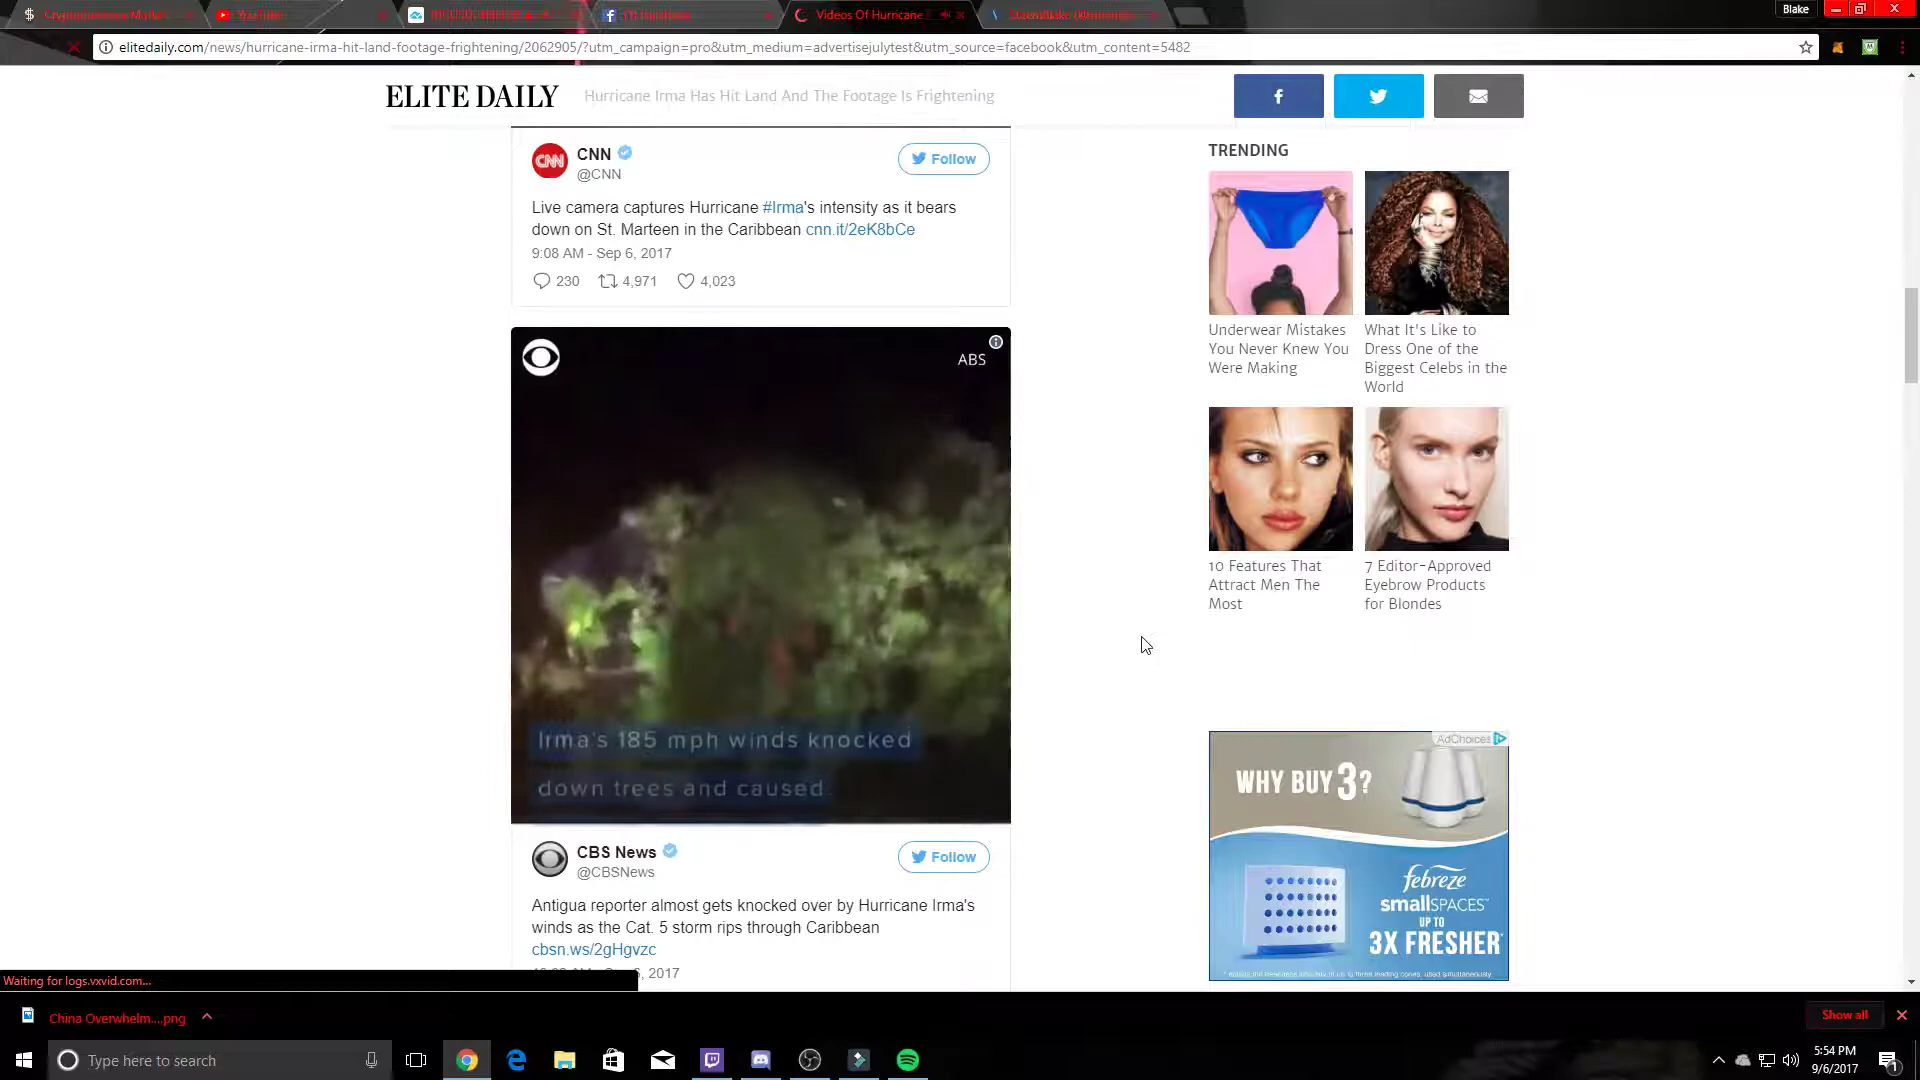 Cryptocurrency Market
YouTube
Videos Of Hurricane
Blake
elitedaily.com/news/hurricane-irma-hit-land-footage-frightening/2062905/?utm_campaign=pro&utm_medium=advertisejulytest&utm_source=facebook&utm_content=5482
ELITE DAILY
Hurricane Irma Has Hit Land And The Footage Is Frightening
CNN
@CNN
Follow
Live camera captures Hurricane #Irma's intensity as it bears
down on St. Marteen in the Caribbean cnn.it/2eK8bCe
9:08 AM - Sep 6, 2017
230
4,971
4,023
ABS
Irma's 185 mph winds knocked
down trees and caused
CBS News
@CBSNews
Follow
Antigua reporter almost gets knocked over by Hurricane Irma's
winds as the Cat. 5 storm rips through Caribbean
cbsn.ws/2gHgvzc
, 2017
TRENDING
Underwear Mistakes
You Never Knew You
Were Making
What It's Like to
Dress One of the
Biggest Celebs in the
World
10 Features That
Attract Men The
Most
7 Editor-Approved
Eyebrow Products
for Blondes
AdChoices
WHY BUY 3?
febreze
smallSPACES
UP TO
3X FRESHER*
Waiting for logs.vxvid.com...
China Overwhelm....png
Show all
Type here to search
5:54 PM
9/6/2017